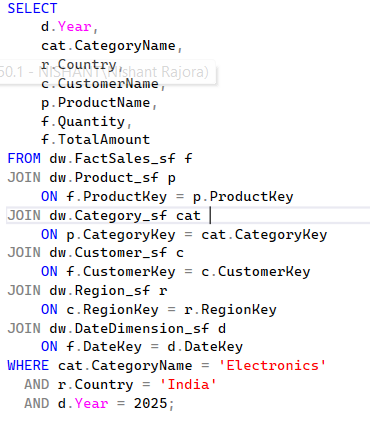 SELECT
    d.Year,
    cat.CategoryName,
    r.Country,
50.1 - NISHANT\Nishant Rajora)
    c.CustomerName,
    p.ProductName,
    f.Quantity,
    f.TotalAmount
FROM dw.FactSales_sf f
JOIN dw.Product_sf p
    ON f.ProductKey = p.ProductKey
JOIN dw.Category_sf cat
    ON p.CategoryKey = cat.CategoryKey
JOIN dw.Customer_sf c
    ON f.CustomerKey = c.CustomerKey
JOIN dw.Region_sf r
    ON c.RegionKey = r.RegionKey
JOIN dw.DateDimension_sf d
    ON f.DateKey = d.DateKey
WHERE cat.CategoryName = 'Electronics'
  AND r.Country = 'India'
  AND d.Year = 2025;